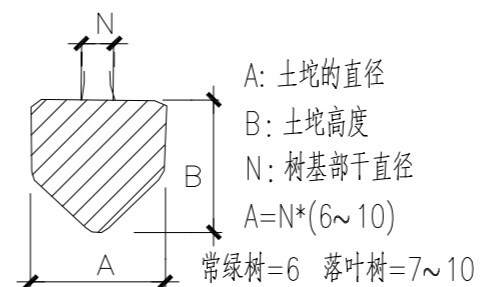 N
A: 土坨的直径
B: 土坨高度
N: 树基部干直径
B
A=N*(6~10)
A
常绿树=6 落叶树=7~10